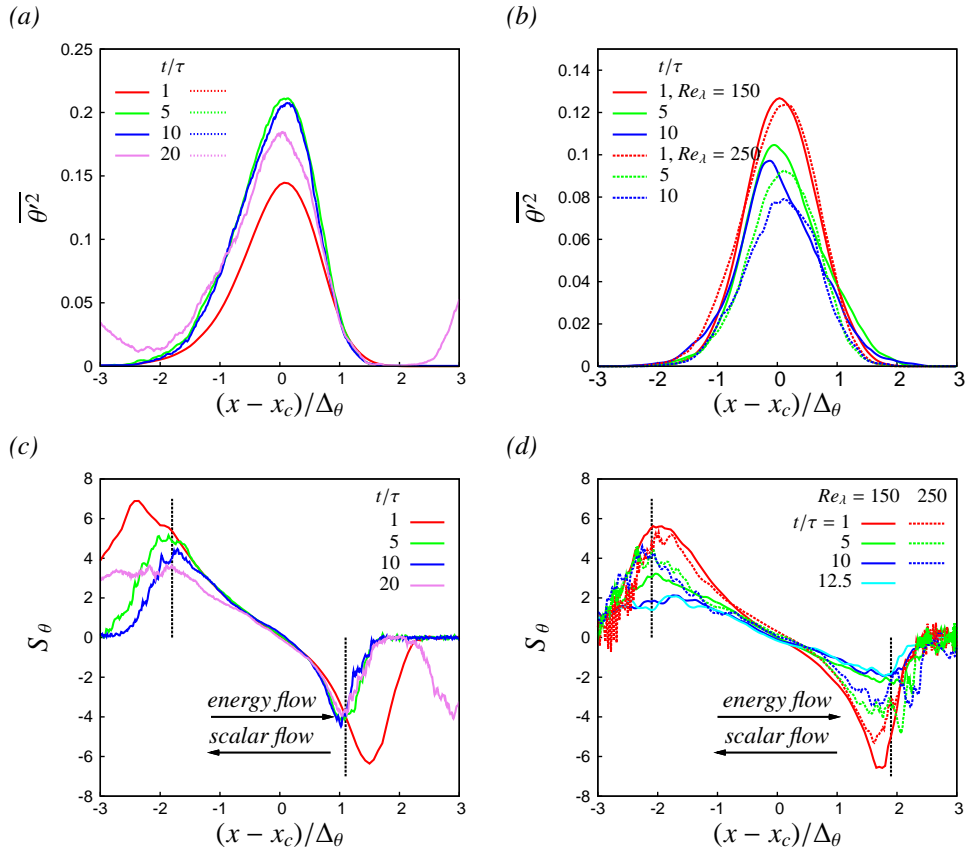 (a)
0.25
0.2
0.15
0.1
0.05
0
θ′²
t/τ
1
5
10
20
-3 -2 -1 0 1 2 3
(x − x_c)/Δ_θ
(b)
0.14
0.12
0.1
0.08
0.06
0.04
0.02
0
θ′²
t/τ
1, Re_λ = 150
5
10
1, Re_λ = 250
5
10
-3 -2 -1 0 1 2 3
(x − x_c)/Δ_θ
(c)
8
6
4
2
0
-2
-4
-6
-8
S_θ
t/τ
1
5
10
20
energy flow
scalar flow
-3 -2 -1 0 1 2 3
(x − x_c)/Δ_θ
(d)
8
6
4
2
0
-2
-4
-6
-8
S_θ
Re_λ = 150 250
t/τ = 1
5
10
12.5
energy flow
scalar flow
-3 -2 -1 0 1 2 3
(x − x_c)/Δ_θ